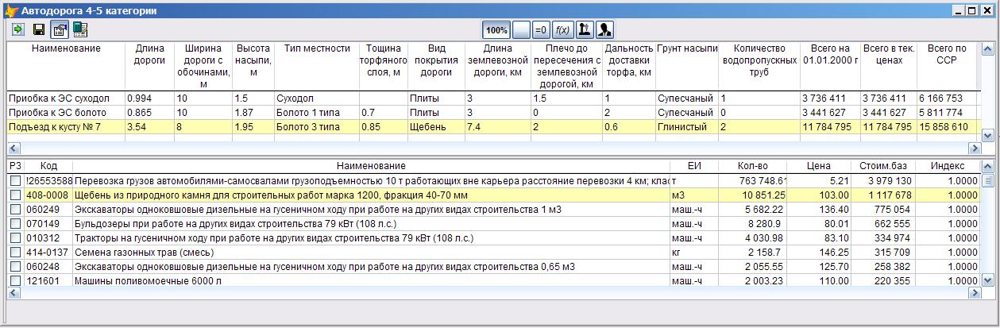 Автодорога 4-5 категории
100% =0 f(x)
Наименование Длина дороги Ширина дороги с обочинами, м Высота насыпи, м Тип местности Тощина торфяного слоя, м Вид покрытия дороги Длина землевозной дороги, км Плечо до пересечения с землевозной дорогой, км Дальность доставки торфа, км Грунт насыпи Количество водопропускных труб Всего на 01.01.2000 г Всего в тек. ценах Всего по ССР
Приобка к ЭС суходол 0.994 10 1.5 Суходол Плиты 3 1.5 1 Супесчаный 1 3 736 411 3 736 411 6 166 753
Приобка к ЭС болото 0.865 10 1.87 Болото 1 типа 0.7 Плиты 3 0 2 Супесчаный 0 3 441 627 3 441 627 5 811 774
Подъезд к кусту № 7 3.54 8 1.95 Болото 3 типа 0.85 Щебень 7.4 2 0.6 Глинистый 2 11 784 795 11 784 795 15 858 610
РЗ Код Наименование ЕИ Кол-во Цена Стоим.баз Индекс
!26553588 Перевозка грузов автомобилями-самосвалами грузоподъемностью 10 т работающих вне карьера расстояние перевозки 4 км; клас т 763 748.61 5.21 3 979 130 1.0000
408-0008 Щебень из природного камня для строительных работ марка 1200, фракция 40-70 мм м3 10 851.25 103.00 1 117 678 1.0000
060249 Экскаваторы одноковшовые дизельные на гусеничном ходу при работе на других видах строительства 1 м3 маш.-ч 5 682.22 136.40 775 054 1.0000
070149 Бульдозеры при работе на других видах строительства 79 кВт (108 л.с.) маш.-ч 8 280.9 80.01 662 555 1.0000
010312 Тракторы на гусеничном ходу при работе на других видах строительства 79 кВт (108 л.с.) маш.-ч 4 030.98 83.10 334 974 1.0000
414-0137 Семена газонных трав (смесь) кг 2 158.7 146.25 315 709 1.0000
060248 Экскаваторы одноковшовые дизельные на гусеничном ходу при работе на других видах строительства 0,65 м3 маш.-ч 2 055.55 125.70 258 382 1.0000
121601 Машины поливомоечные 6000 л маш.-ч 2 003.23 110.00 220 355 1.0000